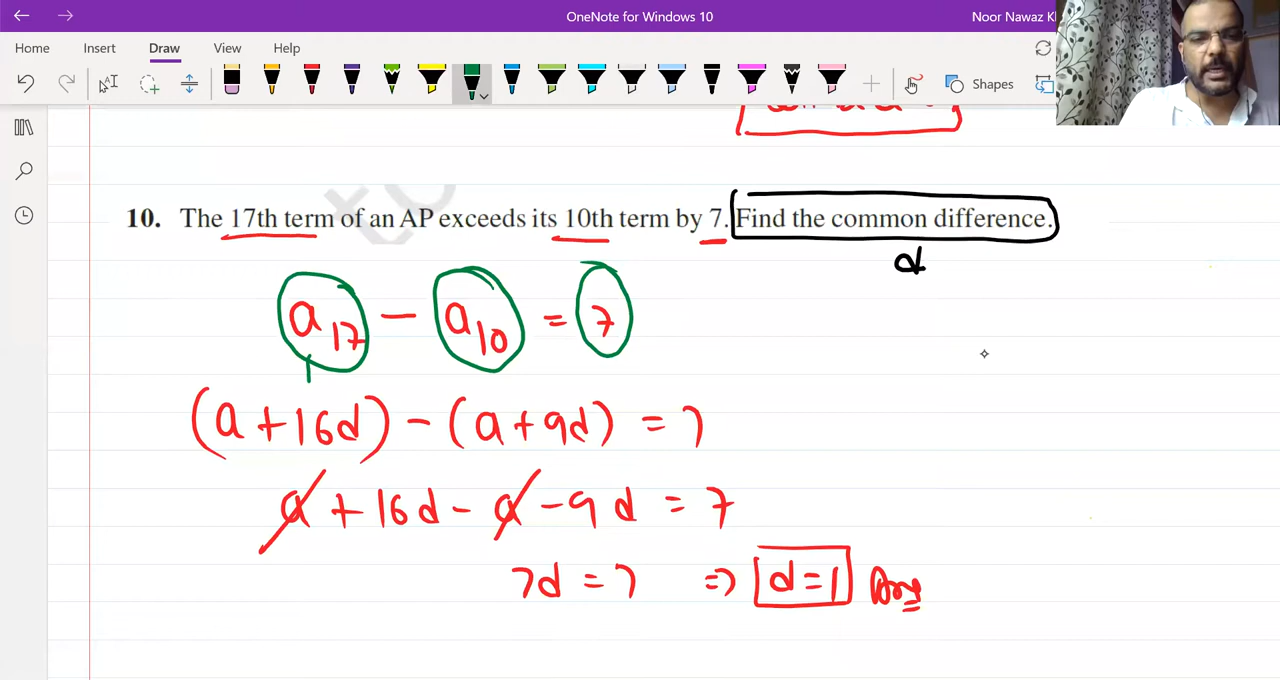 OneNote for Windows 10
Noor Nawaz K
Home Insert Draw View Help
Shapes
10. The 17th term of an AP exceeds its 10th term by 7. Find the common difference.
d
a17 - a10 = 7
(a+16d) - (a+9d) = 7
a + 16d - a - 9d = 7
7d = 7 => d=1 Ans